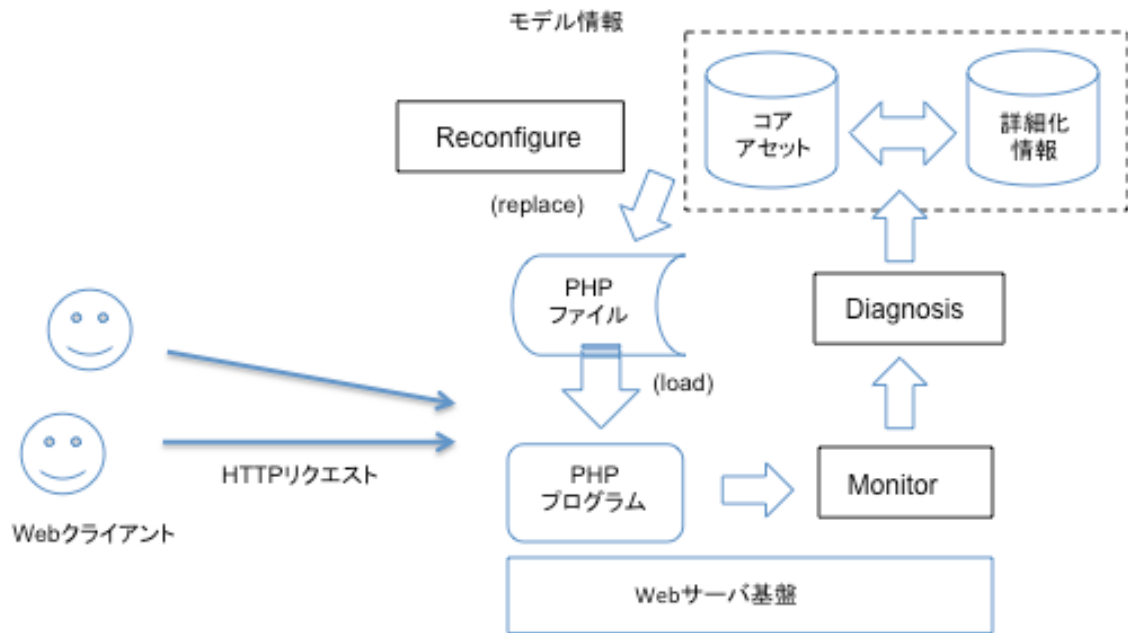 モデル情報
コア
アセット
詳細化
情報
Reconfigure
(replace)
PHP
ファイル
Diagnosis
(load)
HTTPリクエスト
PHP
プログラム
Monitor
Webクライアント
Webサーバ基盤